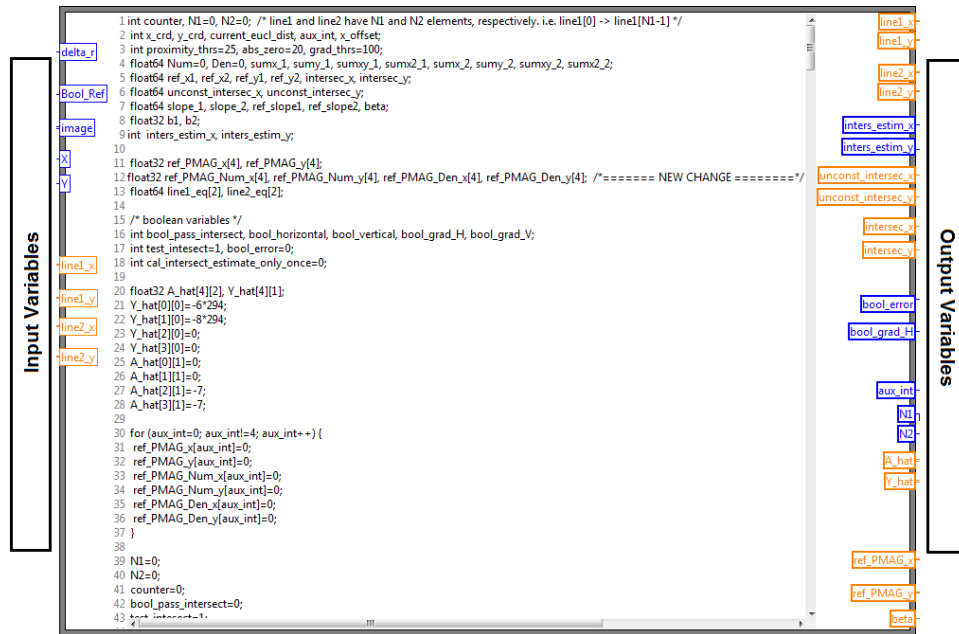 Input Variables
delta_r
Bool_Ref
image
X
Y
line1_x
line1_y
line2_x
line2_y
1 int counter, N1=0, N2=0; /* line1 and line2 have N1 and N2 elements, respectively. i.e. line1[0] -> line1[N1-1] */
2 int x_crd, y_crd, current_eucl_dist, aux_int, x_offset;
3 int proximity_thrs=25, abs_zero=20, grad_thrs=100;
4 float64 Num=0, Den=0, sumx_1, sumy_1, sumxy_1, sumx2_1, sumx_2, sumy_2, sumxy_2, sumx2_2;
5 float64 ref_x1, ref_x2, ref_y1, ref_y2, intersec_x, intersec_y;
6 float64 unconst_intersec_x, unconst_intersec_y;
7 float64 slope_1, slope_2, ref_slope1, ref_slope2, beta;
8 float32 b1, b2;
9 int inters_estim_x, inters_estim_y;
10
11 float32 ref_PMAG_x[4], ref_PMAG_y[4];
12 float32 ref_PMAG_Num_x[4], ref_PMAG_Num_y[4], ref_PMAG_Den_x[4], ref_PMAG_Den_y[4]; /*======= NEW CHANGE ========*/
13 float64 line1_eq[2], line2_eq[2];
14
15 /* boolean variables */
16 int bool_pass_intersect, bool_horizontal, bool_vertical, bool_grad_H, bool_grad_V;
17 int test_intesect=1, bool_error=0;
18 int cal_intersect_estimate_only_once=0;
19
20 float32 A_hat[4][2], Y_hat[4][1];
21 Y_hat[0][0]=-6*294;
22 Y_hat[1][0]=-8*294;
23 Y_hat[2][0]=0;
24 Y_hat[3][0]=0;
25 A_hat[0][1]=0;
26 A_hat[1][1]=0;
27 A_hat[2][1]=-7;
28 A_hat[3][1]=-7;
29
30 for (aux_int=0; aux_int!=4; aux_int++) {
31 ref_PMAG_x[aux_int]=0;
32 ref_PMAG_y[aux_int]=0;
33 ref_PMAG_Num_x[aux_int]=0;
34 ref_PMAG_Num_y[aux_int]=0;
35 ref_PMAG_Den_x[aux_int]=0;
36 ref_PMAG_Den_y[aux_int]=0;
37 }
38
39 N1=0;
40 N2=0;
41 counter=0;
42 bool_pass_intersect=0;
43 test_intesect=1;
line1_x
line1_y
line2_x
line2_y
inters_estim_x
inters_estim_y
unconst_intersec_x
unconst_intersec_y
intersec_x
intersec_y
bool_error
bool_grad_H
aux_int
N1
N2
A_hat
Y_hat
ref_PMAG_x
ref_PMAG_y
beta
Output Variables